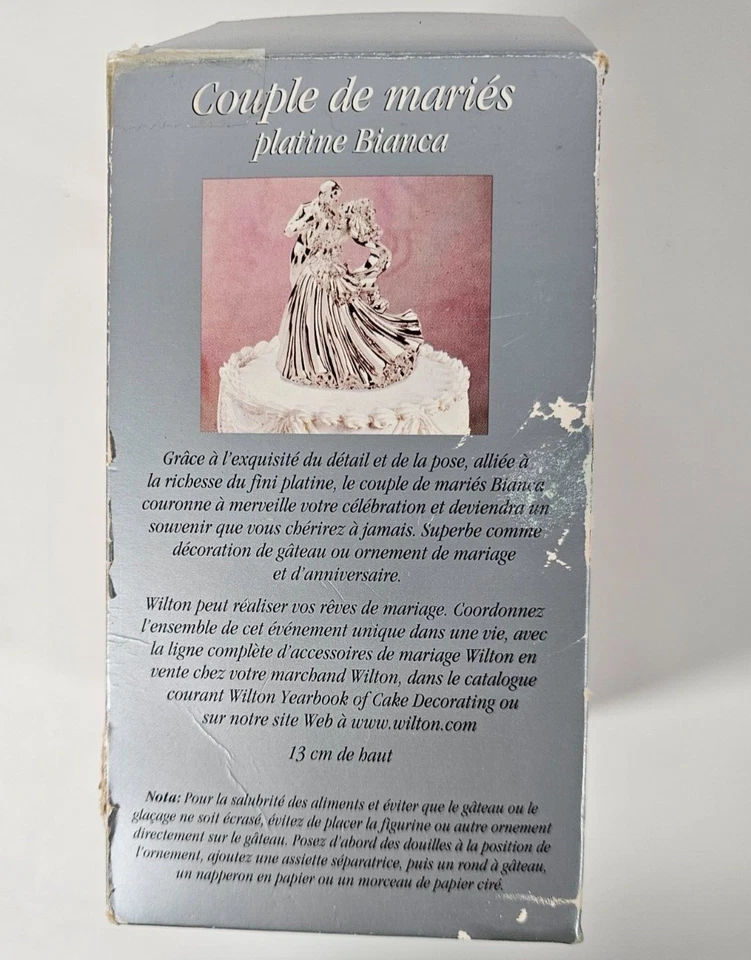 Couple de mariés
platine Bianca
Grâce à l'exquisité du détail et de la pose, alliée à
la richesse du fini platine, le couple de mariés Bianca
couronne à merveille votre célébration et deviendra un
souvenir que vous chérirez à jamais. Superbe comme
décoration de gâteau ou ornement de mariage
et d'anniversaire.
Wilton peut réaliser vos rêves de mariage. Coordonnez
l'ensemble de cet événement unique dans une vie, avec
la ligne complète d'accessoires de mariage Wilton en
vente chez votre marchand Wilton, dans le catalogue
courant Wilton Yearbook of Cake Decorating ou
sur notre site Web à www.wilton.com
13 cm de haut
Nota: Pour la salubrité des aliments et éviter que le gâteau ou le
glaçage ne soit écrasé, évitez de placer la figurine ou autre ornement
directement sur le gâteau. Posez d'abord des douilles à la position de
l'ornement, ajoutez une assiette séparatrice, puis un rond à gâteau,
un napperon en papier ou un morceau de papier ciré.